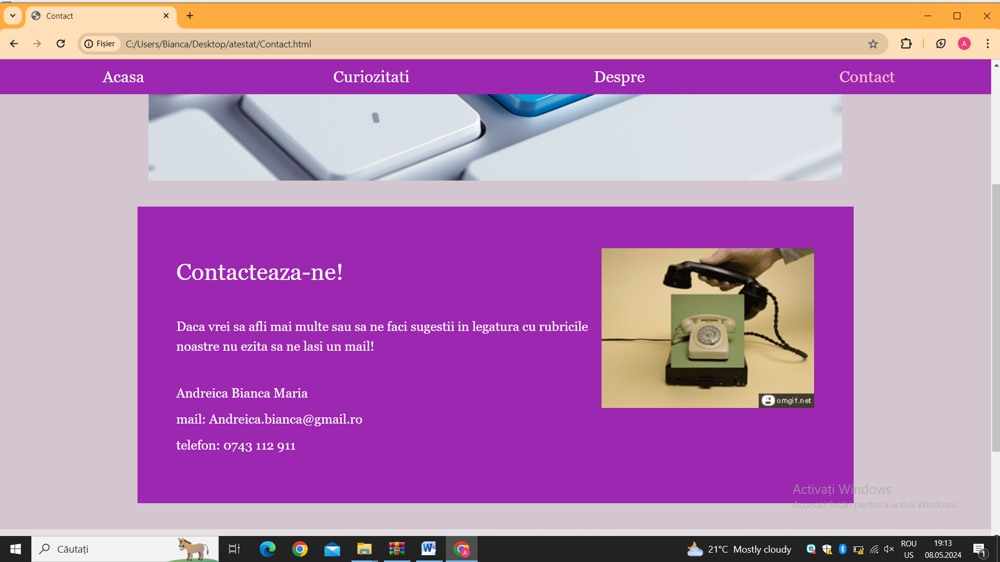 Contact
Fișier
C:/Users/Bianca/Desktop/atestat/Contact.html
A
Acasa
Curiozitati
Despre
Contact
Contacteaza-ne!
Daca vrei sa afli mai multe sau sa ne faci sugestii in legatura cu rubricile
noastre nu ezita sa ne lasi un mail!
Andreica Bianca Maria
mail: Andreica.bianca@gmail.ro
telefon: 0743 112 911
omgif.net
Activați Windows
Accesați Setări pentru a activa Windows.
Căutați
W
A
21°C Mostly cloudy
ROU
US
19:13
08.05.2024
1